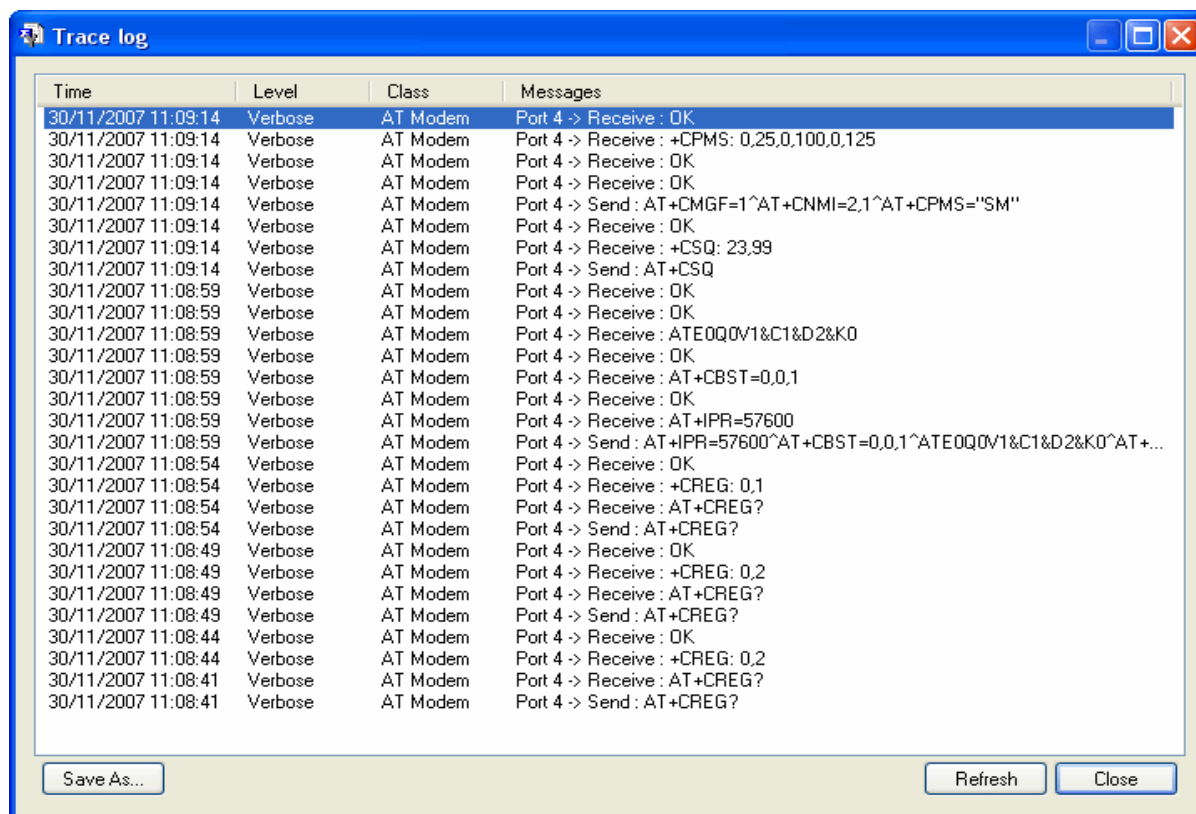 Trace log
Time Level Class Messages
30/11/2007 11:09:14 Verbose AT Modem Port 4 -> Receive : OK
30/11/2007 11:09:14 Verbose AT Modem Port 4 -> Receive : +CPMS: 0,25,0,100,0,125
30/11/2007 11:09:14 Verbose AT Modem Port 4 -> Receive : OK
30/11/2007 11:09:14 Verbose AT Modem Port 4 -> Receive : OK
30/11/2007 11:09:14 Verbose AT Modem Port 4 -> Send : AT+CMGF=1^AT+CNMI=2,1^AT+CPMS="SM"
30/11/2007 11:09:14 Verbose AT Modem Port 4 -> Receive : OK
30/11/2007 11:09:14 Verbose AT Modem Port 4 -> Receive : +CSQ: 23,99
30/11/2007 11:09:14 Verbose AT Modem Port 4 -> Send : AT+CSQ
30/11/2007 11:08:59 Verbose AT Modem Port 4 -> Receive : OK
30/11/2007 11:08:59 Verbose AT Modem Port 4 -> Receive : OK
30/11/2007 11:08:59 Verbose AT Modem Port 4 -> Receive : ATE0Q0V1&C1&D2&K0
30/11/2007 11:08:59 Verbose AT Modem Port 4 -> Receive : OK
30/11/2007 11:08:59 Verbose AT Modem Port 4 -> Receive : AT+CBST=0,0,1
30/11/2007 11:08:59 Verbose AT Modem Port 4 -> Receive : OK
30/11/2007 11:08:59 Verbose AT Modem Port 4 -> Receive : AT+IPR=57600
30/11/2007 11:08:59 Verbose AT Modem Port 4 -> Send : AT+IPR=57600^AT+CBST=0,0,1^ATE0Q0V1&C1&D2&K0^AT+...
30/11/2007 11:08:54 Verbose AT Modem Port 4 -> Receive : OK
30/11/2007 11:08:54 Verbose AT Modem Port 4 -> Receive : +CREG: 0,1
30/11/2007 11:08:54 Verbose AT Modem Port 4 -> Receive : AT+CREG?
30/11/2007 11:08:54 Verbose AT Modem Port 4 -> Send : AT+CREG?
30/11/2007 11:08:49 Verbose AT Modem Port 4 -> Receive : OK
30/11/2007 11:08:49 Verbose AT Modem Port 4 -> Receive : +CREG: 0,2
30/11/2007 11:08:49 Verbose AT Modem Port 4 -> Receive : AT+CREG?
30/11/2007 11:08:49 Verbose AT Modem Port 4 -> Send : AT+CREG?
30/11/2007 11:08:44 Verbose AT Modem Port 4 -> Receive : OK
30/11/2007 11:08:44 Verbose AT Modem Port 4 -> Receive : +CREG: 0,2
30/11/2007 11:08:41 Verbose AT Modem Port 4 -> Receive : AT+CREG?
30/11/2007 11:08:41 Verbose AT Modem Port 4 -> Send : AT+CREG?
Save As... Refresh Close